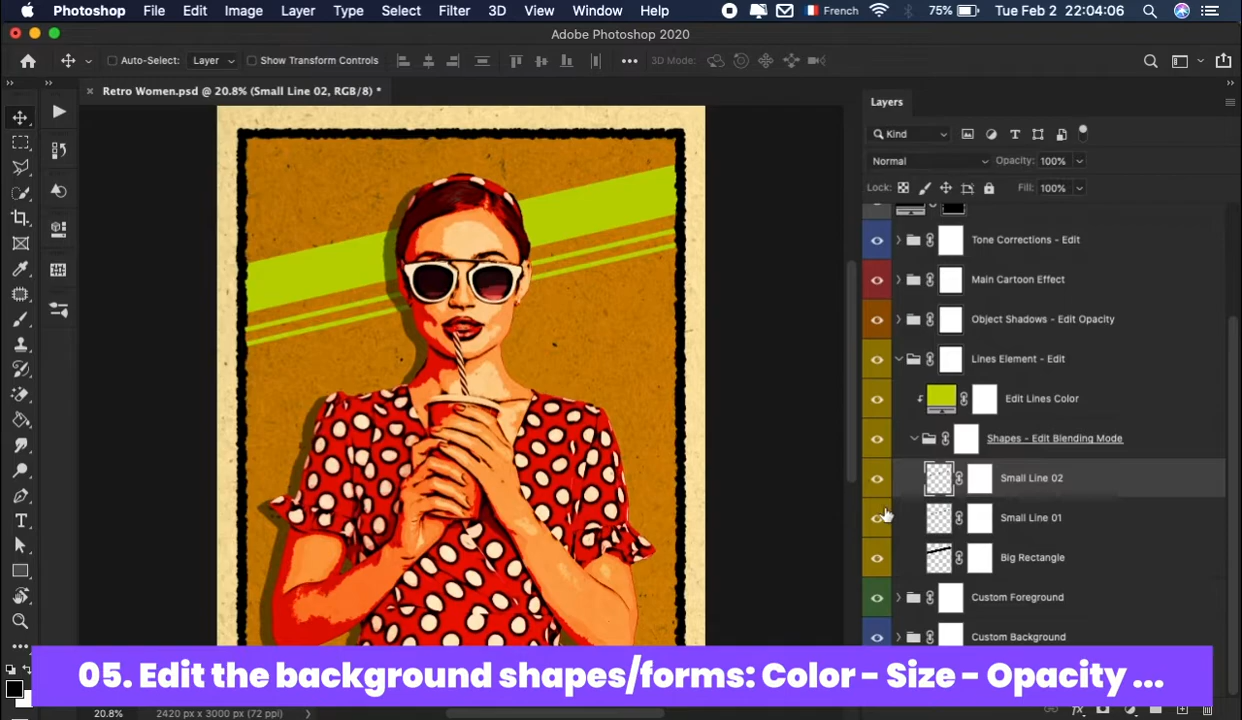 Photoshop File Edit Image Layer Type Select Filter 3D View Window Help French 75% Tue Feb 2 22:04:06
Adobe Photoshop 2020
Auto-Select: Layer Show Transform Controls ••• 3D Mode:
× Retro Women.psd @ 20.8% (Small Line 02, RGB/8) *
Layers
Kind
Normal Opacity: 100%
Lock: Fill: 100%
Tone Corrections - Edit
Main Cartoon Effect
Object Shadows - Edit Opacity
Lines Element - Edit
Edit Lines Color
Shapes - Edit Blending Mode
Small Line 02
Small Line 01
Big Rectangle
Custom Foreground
Custom Background
05. Edit the background shapes/forms: Color - Size - Opacity ...
20.8% 2420 px x 3000 px (72 ppi)